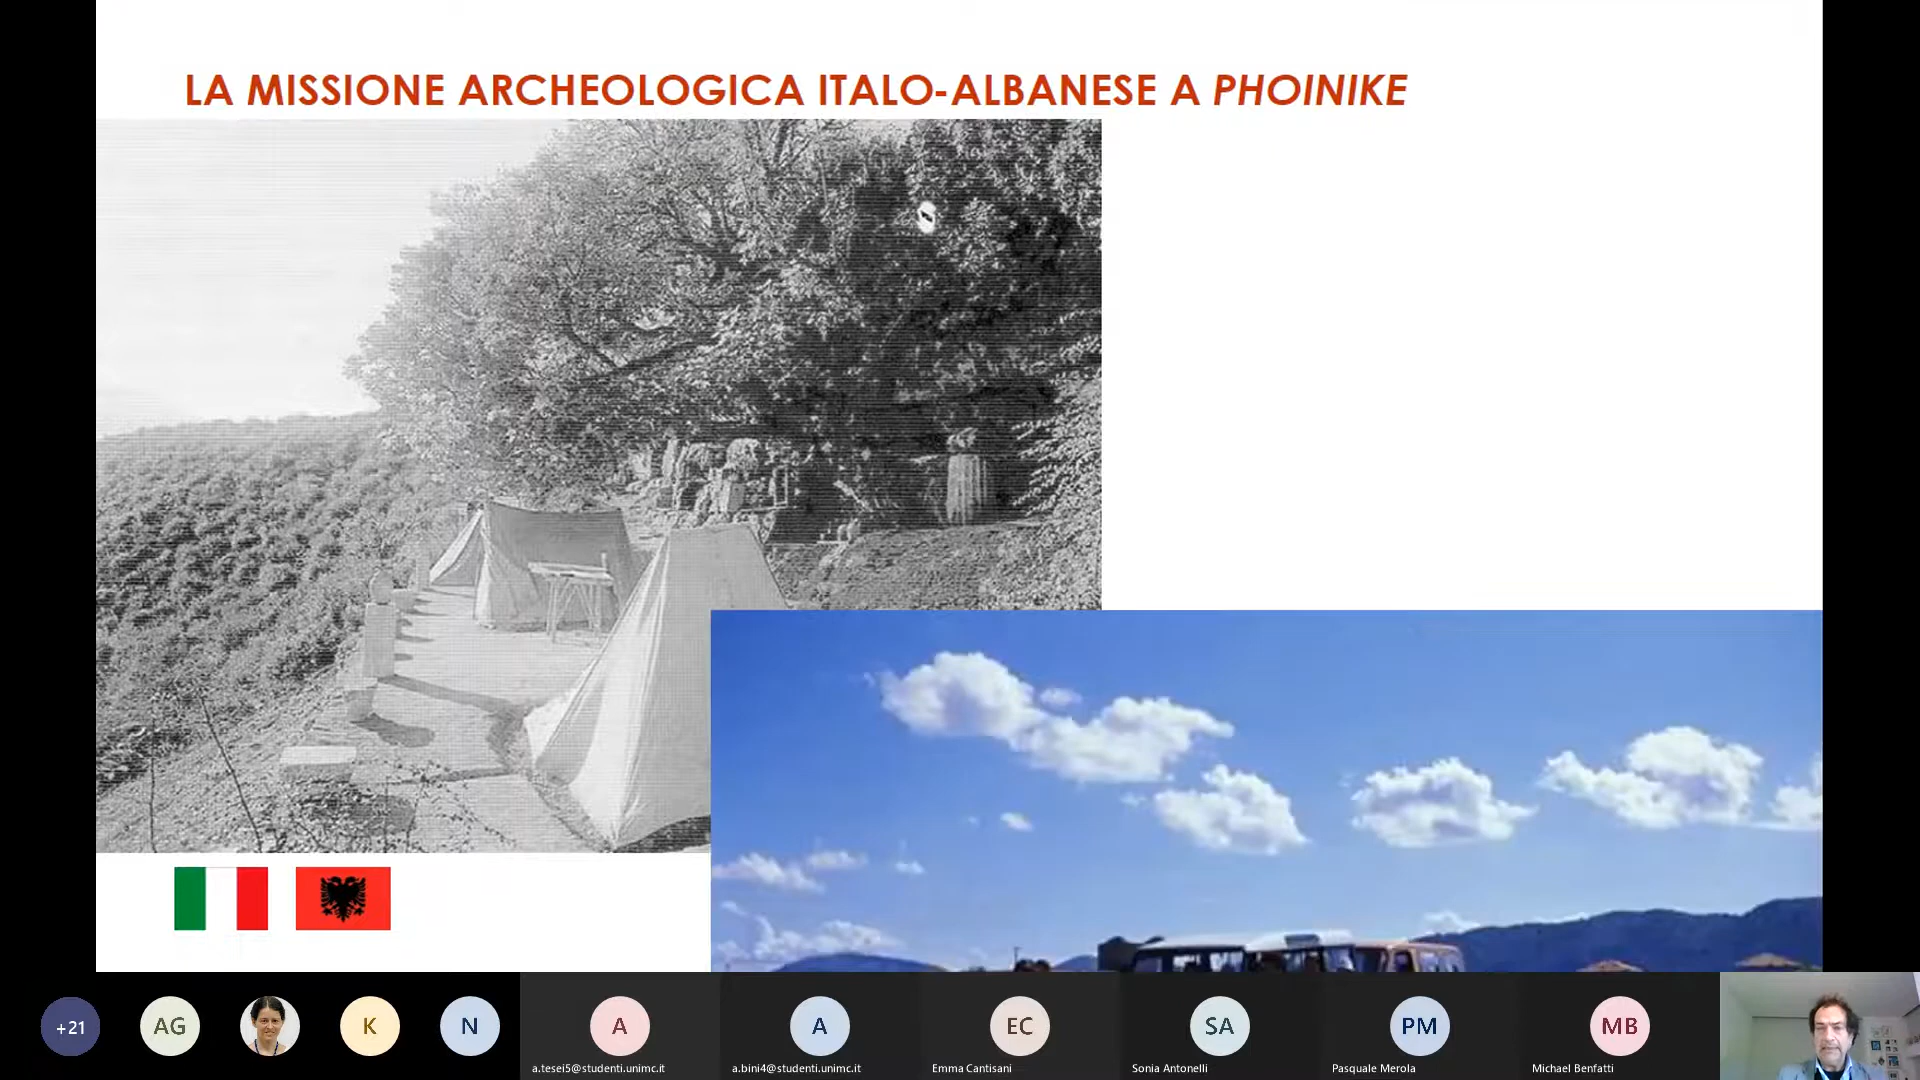 LA MISSIONE ARCHEOLOGICA ITALO-ALBANESE A PHOINIKE
+21
AG
K
N
A
A
EC
SA
PM
MB
a.tesei5@studenti.unimc.it
a.bini4@studenti.unimc.it
Emma Cantisani
Sonia Antonelli
Pasquale Merola
Michael Benfatti